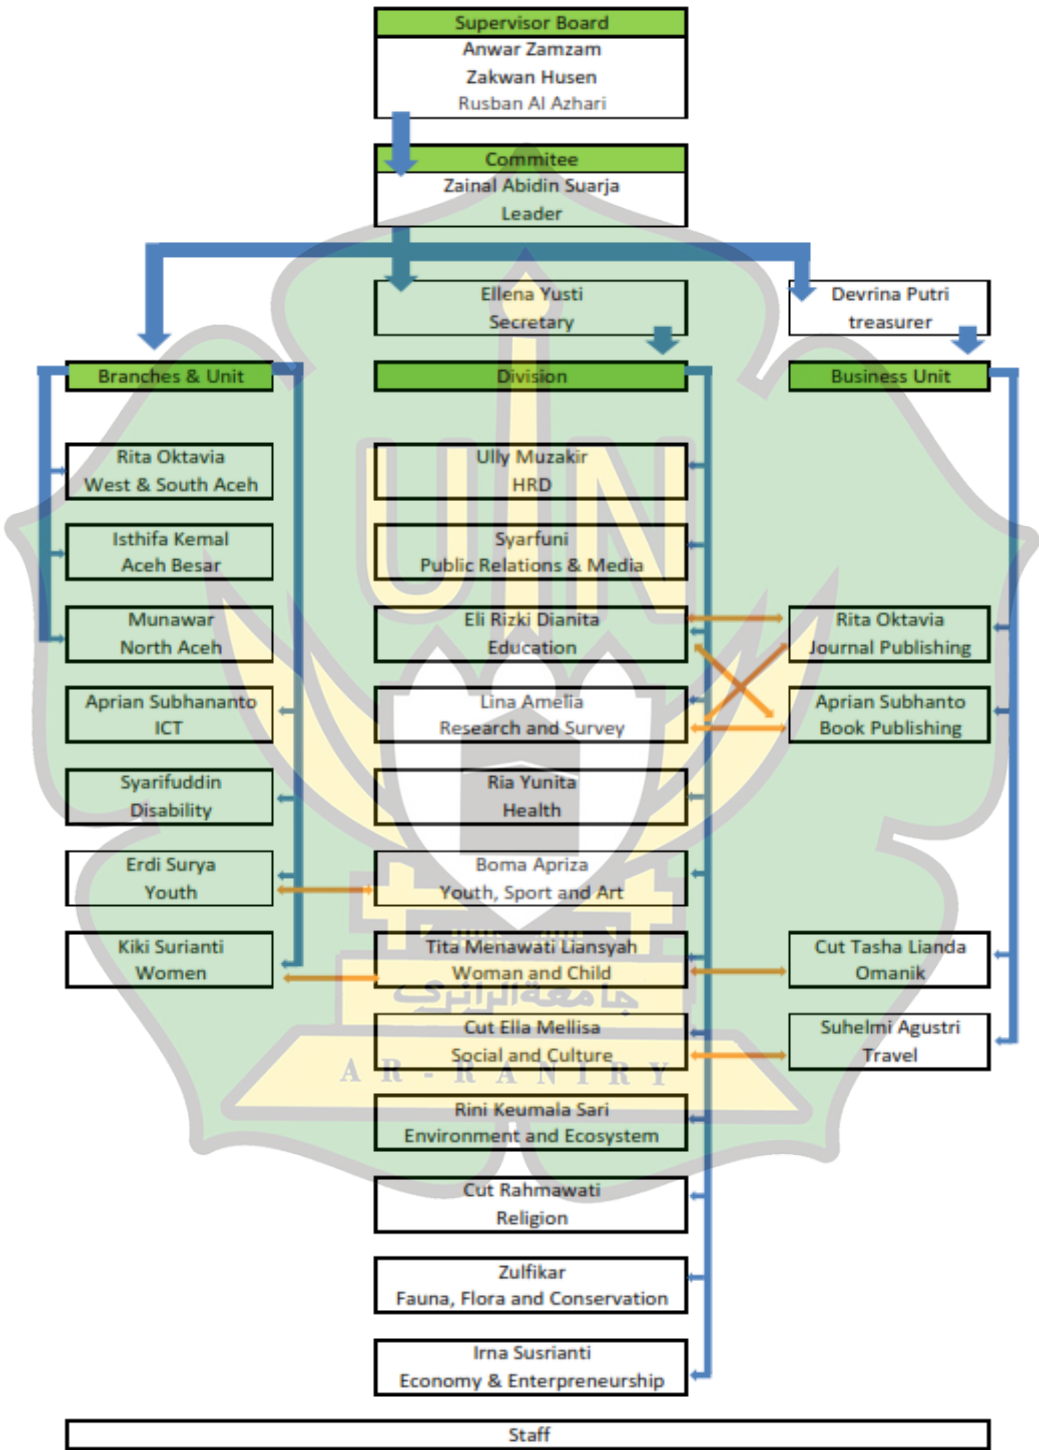 Supervisor Board
Anwar Zamzam
Zakwan Husen
Rusban Al Azhari
Commitee
Zainal Abidin Suarja
Leader
Ellena Yusti
Secretary
Devrina Putri
treasurer
Branches & Unit
Division
Business Unit
Rita Oktavia
West & South Aceh
Ully Muzakir
HRD
Isthifa Kemal
Aceh Besar
Syarfuni
Public Relations & Media
Munawar
North Aceh
Eli Rizki Dianita
Education
Rita Oktavia
Journal Publishing
Aprian Subhananto
ICT
Lina Amelia
Research and Survey
Aprian Subhanto
Book Publishing
Syarifuddin
Disability
Ria Yunita
Health
Erdi Surya
Youth
Boma Apriza
Youth, Sport and Art
Kiki Surianti
Women
Tita Menawati Liansyah
Woman and Child
Cut Tasha Lianda
Omanik
Cut Ella Mellisa
Social and Culture
Suhelmi Agustri
Travel
Rini Keumala Sari
Environment and Ecosystem
Cut Rahmawati
Religion
Zulfikar
Fauna, Flora and Conservation
Irna Susrianti
Economy & Enterpreneurship
Staff
UIN
جامعة الرانري
AR-RANIRY